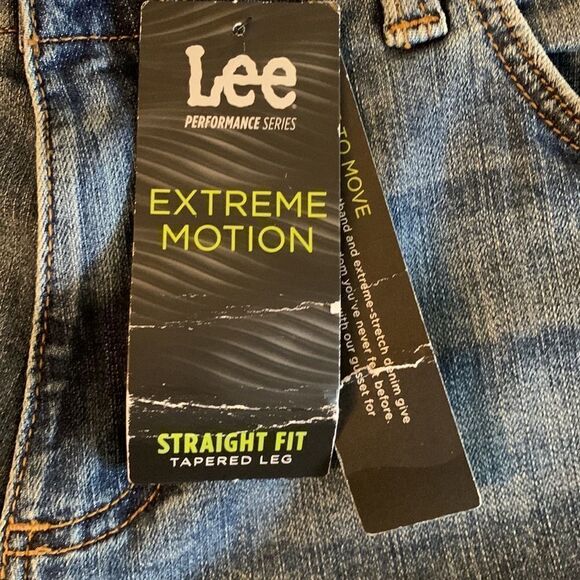 Lee
PERFORMANCE SERIES
EXTREME
MOTION
STRAIGHT FIT
TAPERED LEG
TO MOVE
band and extreme-stretch denim give
you've never felt before.
with our gusset for